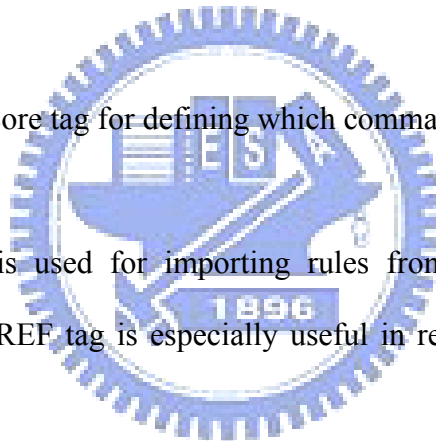 ore tag for defining which comma
ES
A
is used for importing rules from
1896
REF tag is especially useful in re